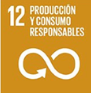 12 PRODUCCIÓN
Y CONSUMO
RESPONSABLES